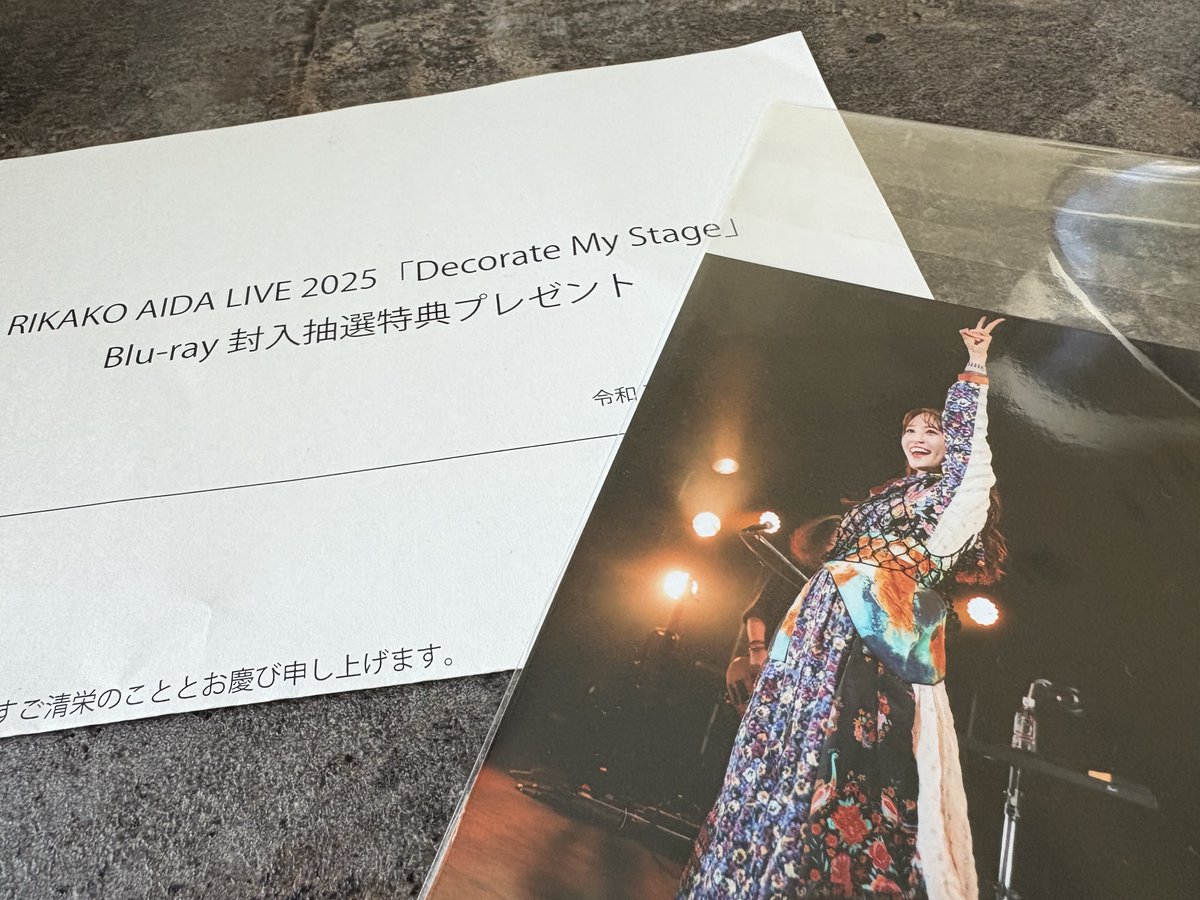 RIKAKO AIDA LIVE 2025「Decorate My Stage」
Blu-ray 封入抽選特典プレゼント
令和
すご清栄のこととお慶び申し上げます。